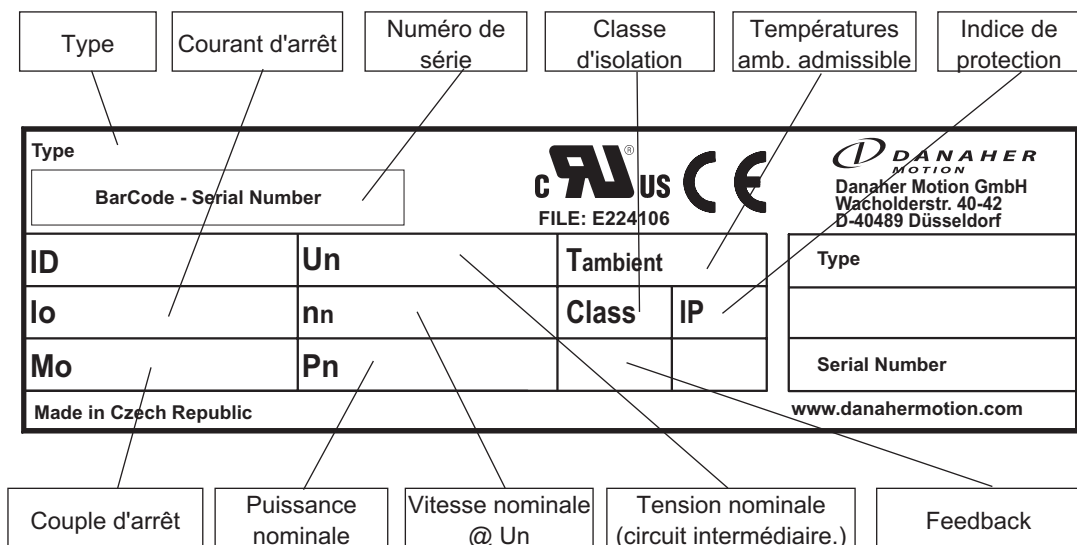 Type
Courant d'arrêt
Numéro de
série
Classe
d'isolation
Températures
amb. admissible
Indice de
protection
Type
BarCode - Serial Number
C RU US ®
CE
FILE: E224106
DANAHER
MOTION
Danaher Motion GmbH
Wacholderstr. 40-42
D-40489 Düsseldorf
ID
Un
Tambient
Type
Io
nn
Class
IP
Mo
Pn
Serial Number
Made in Czech Republic
www.danahermotion.com
Couple d'arrêt
Puissance
nominale
Vitesse nominale
@ Un
Tension nominale
(circuit intermédiaire.)
Feedback